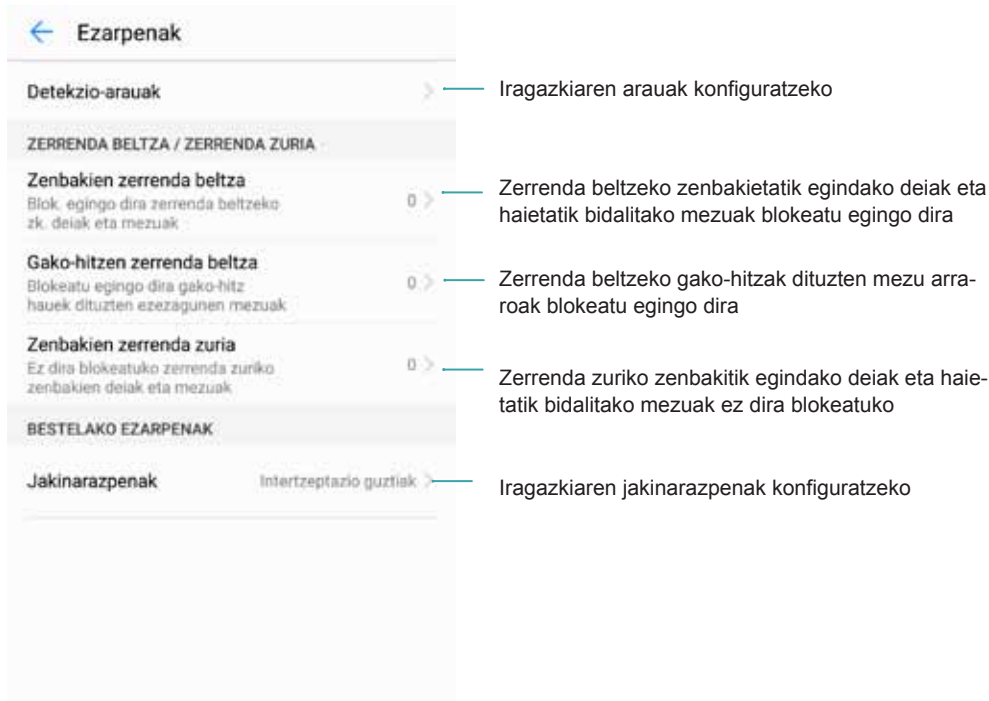 Ezarpenak
Detekzio-arauak
Iragazkiaren arauak konfiguratzeko
ZERRENDA BELTZA / ZERRENDA ZURIA
Zenbakien zerrenda beltza
Blok. egingo dira zerrenda beltzeko
zk. deiak eta mezuak
0
Zerrenda beltzeko zenbakietatik egindako deiak eta
haietatik bidalitako mezuak blokeatu egingo dira
Gako-hitzen zerrenda beltza
Blokeatu egingo dira gako-hitz
hauek dituzten ezezagunen mezuak
0
Zerrenda beltzeko gako-hitzak dituzten mezu arra-
roak blokeatu egingo dira
Zenbakien zerrenda zuria
Ez dira blokeatuko zerrenda zuriko
zenbakien deiak eta mezuak
0
Zerrenda zuriko zenbakitik egindako deiak eta haie-
tatik bidalitako mezuak ez dira blokeatuko
BESTELAKO EZARPENAK
Jakinarazpenak
Intertzeptazio guztiak
Iragazkiaren jakinarazpenak konfiguratzeko